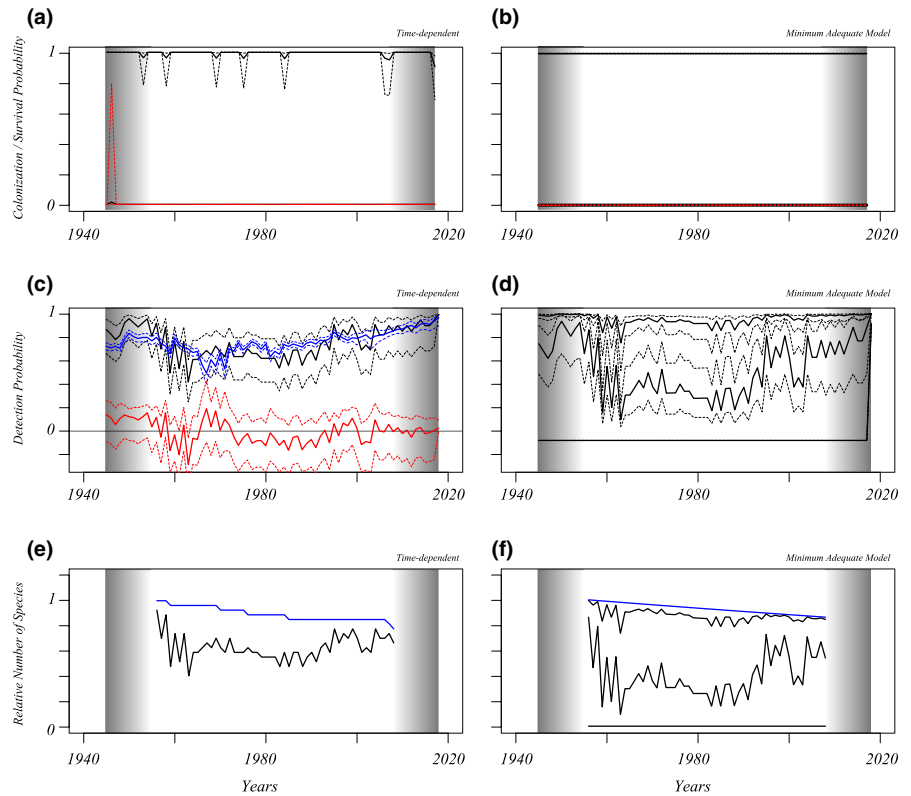 (a)
Time-dependent
(b)
Minimum Adequate Model
Colonization / Survival Probability
1
0
1940
1980
2020
1940
1980
2020
(c)
Time-dependent
(d)
Minimum Adequate Model
Detection Probability
1
0
1940
1980
2020
1940
1980
2020
(e)
Time-dependent
(f)
Minimum Adequate Model
Relative Number of Species
1
0
1940
1980
2020
1940
1980
2020
Years
Years